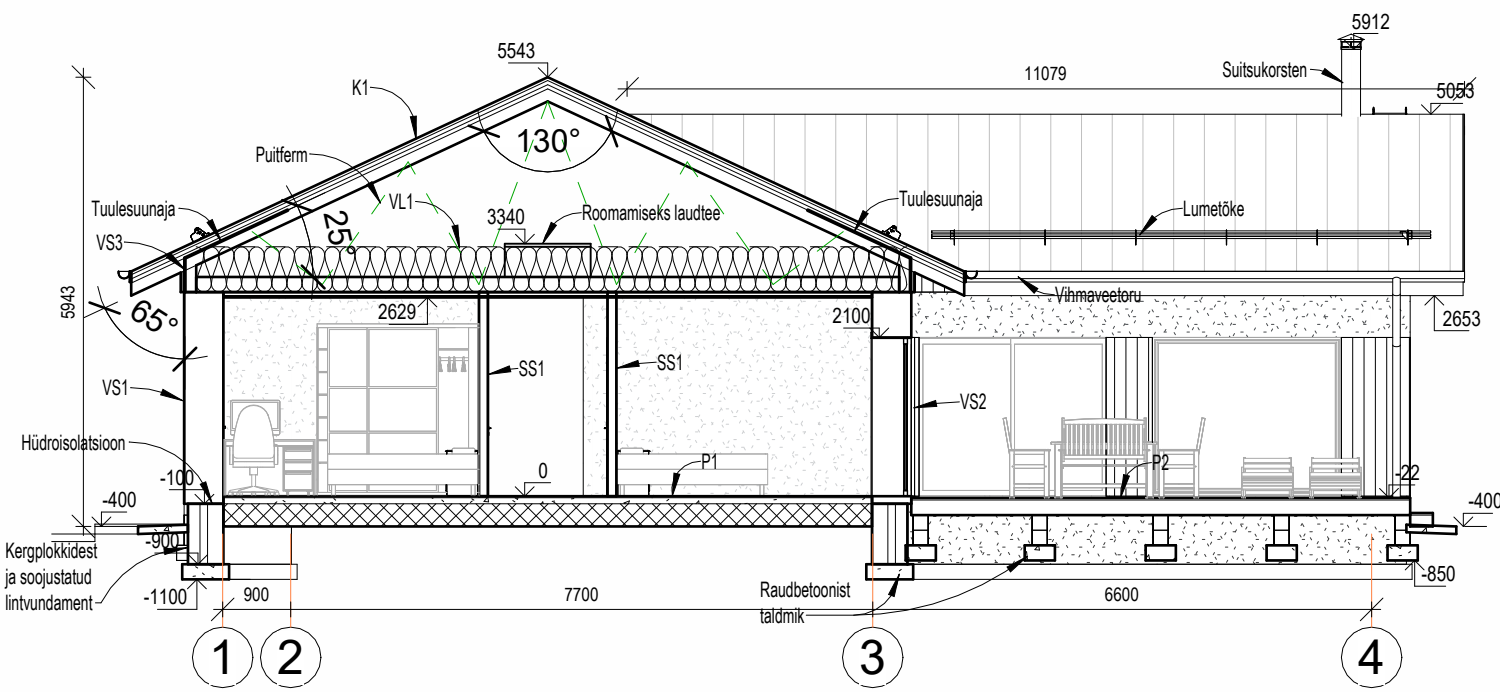 5912
5543
11079
Suitsukorsten
5053
K1
130°
Puitferm
VL1
Tuulesuunaja
25°
3340
Roomamiseks laudtee
Tuulesuunaja
Lumetõke
VS3
5943
65°
2629
2100
Vihmaveetoru
2653
VS1
SS1
SS1
VS2
Hüdroisolatsioon
-100
0
P1
P2
-22
-400
-400
-900
Kergplokkidest
ja soojustatud
lintvundament
-1100
900
7700
Raudbetoonist
taldmik
6600
-850
1
2
3
4